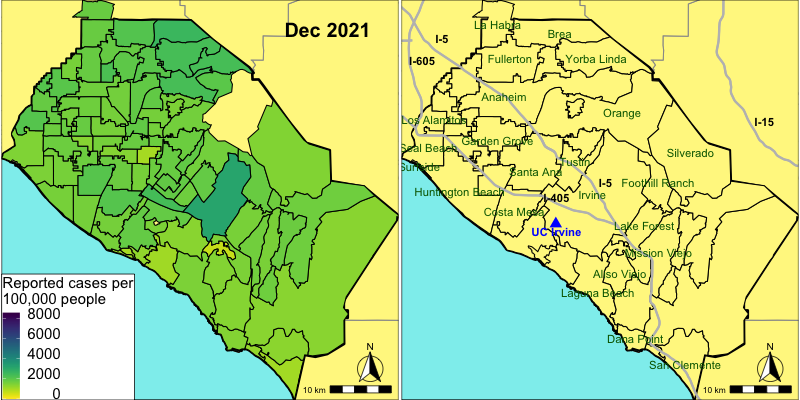 Dec 2021
Reported cases per
100,000 people
8000
6000
4000
2000
0
N
10 km
La Habra
Brea
I-5
Fullerton
Yorba Linda
I-605
Anaheim
Orange
Los Alamitos
I-15
Garden Grove
Seal Beach
Silverado
Tustin
Sunside
Santa Ana
I-5
Foothill Ranch
Huntington Beach
Irvine
I-405
Costa Mesa
Lake Forest
UC Irvine
Mission Viejo
Aliso Viejo
Laguna Beach
Dana Point
N
San Clemente
10 km